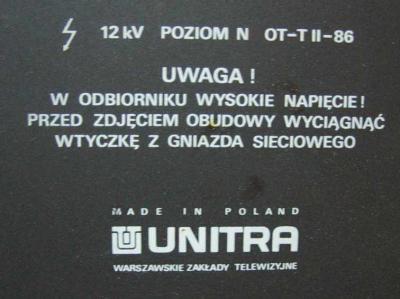 12 kV POZIOM N OT-T II-86
UWAGA !
W ODBIORNIKU WYSOKIE NAPIĘCIE !
PRZED ZDJĘCIEM OBUDOWY WYCIĄGNĄĆ
WTYCZKĘ Z GNIAZDA SIECIOWEGO
MADE IN POLAND
UNITRA
WARSZAWSKIE ZAKŁADY TELEWIZYJNE